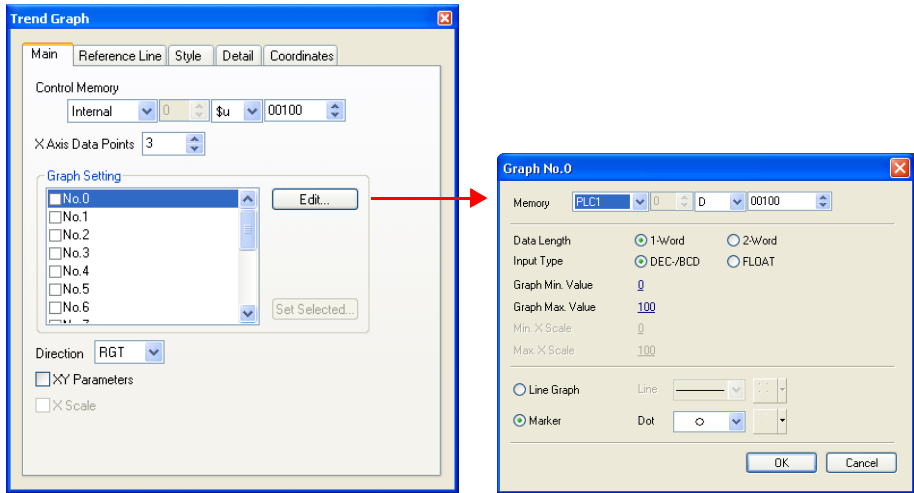 Trend Graph
Main Reference Line Style Detail Coordinates
Control Memory
Internal 0 $u 00100
X Axis Data Points 3
Graph Setting
No.0 Edit...
No.1
No.2
No.3
No.4
No.5
No.6 Set Selected...
Direction RGT
XY Parameters
X Scale
Graph No.0
Memory PLC1 0 D 00100
Data Length 1-Word 2-Word
Input Type DEC-/BCD FLOAT
Graph Min. Value 0
Graph Max. Value 100
Min. X Scale 0
Max. X Scale 100
Line Graph Line
Marker Dot
OK Cancel